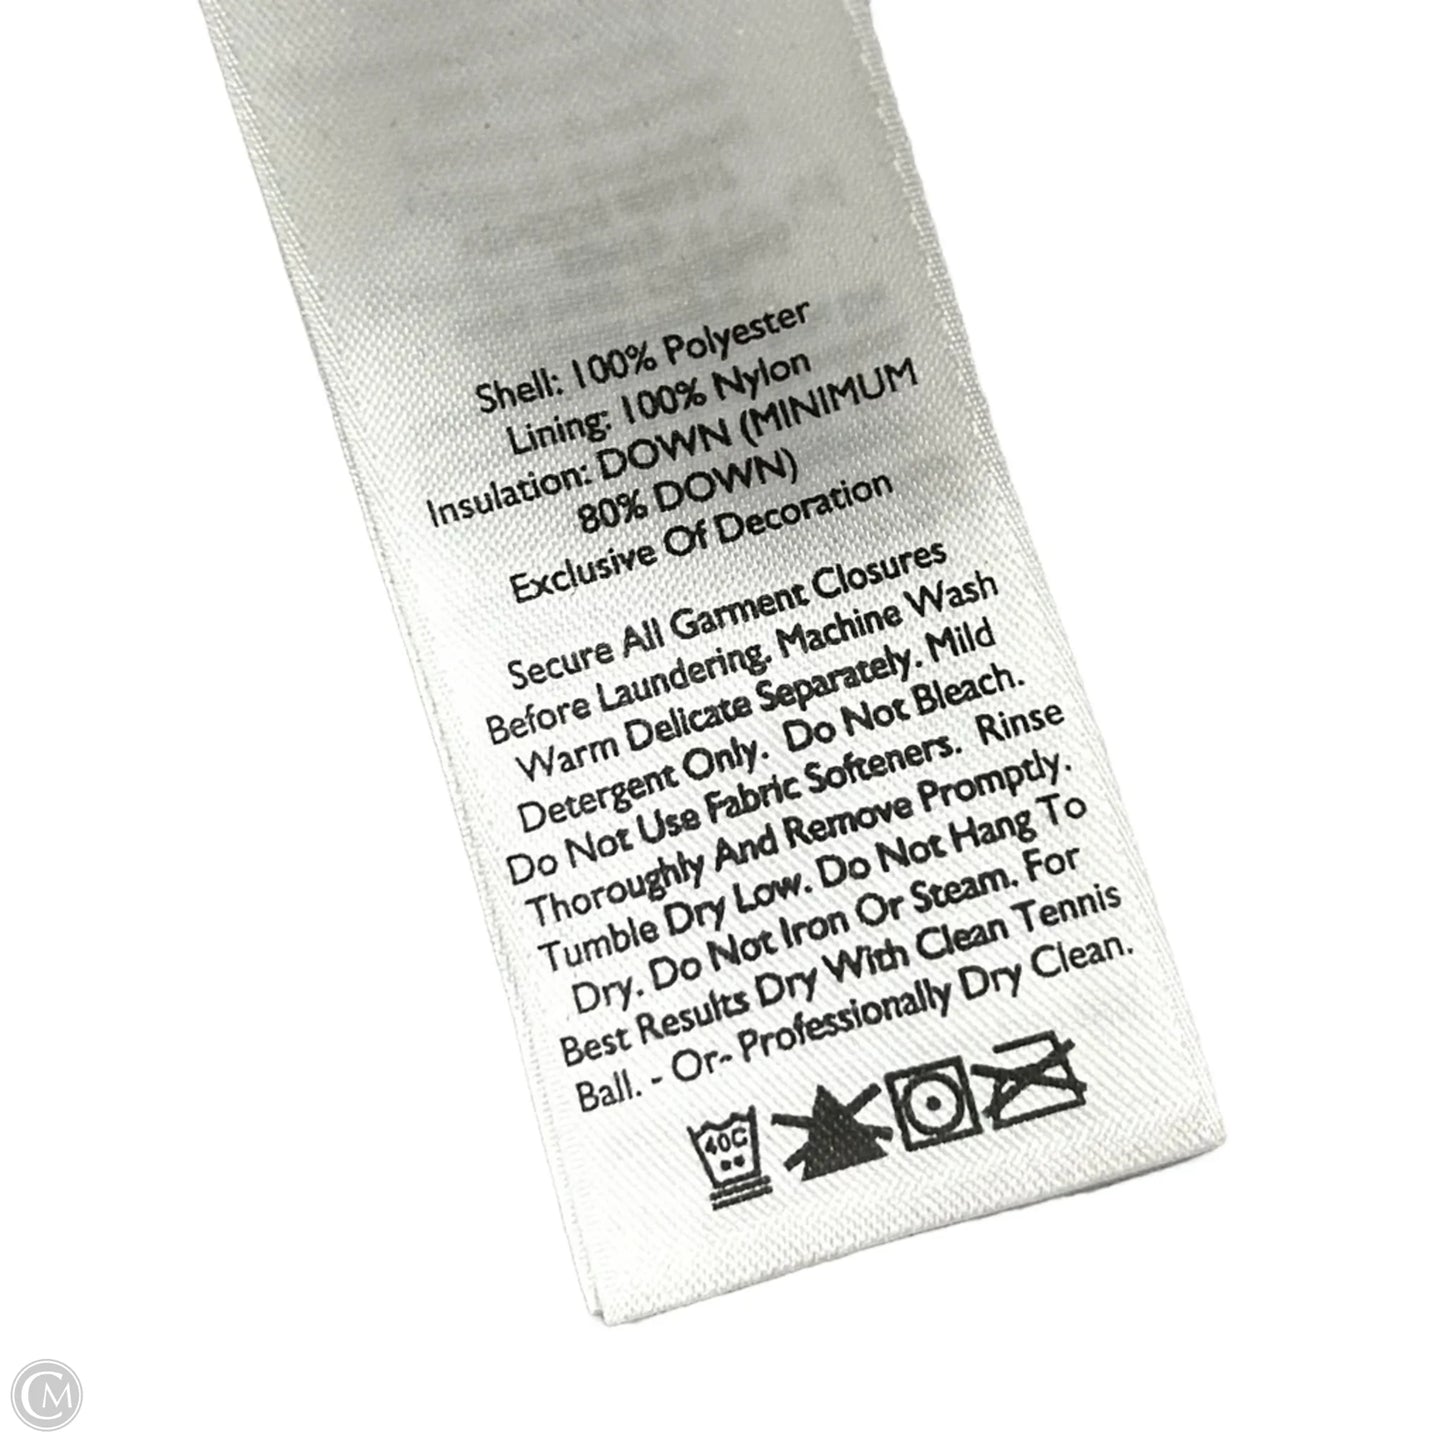 Shell: 100% Polyester
Lining: 100% Nylon
Insulation: DOWN (MINIMUM
80% DOWN)
Exclusive Of Decoration
Secure All Garment Closures
Before Laundering. Machine Wash
Warm Delicate Separately. Mild
Detergent Only. Do Not Bleach.
Do Not Use Fabric Softeners. Rinse
Thoroughly And Remove Promptly.
Tumble Dry Low. Do Not Hang To
Dry. Do Not Iron Or Steam. For
Best Results Dry With Clean Tennis
Ball. - Or- Professionally Dry Clean.
40C
CM